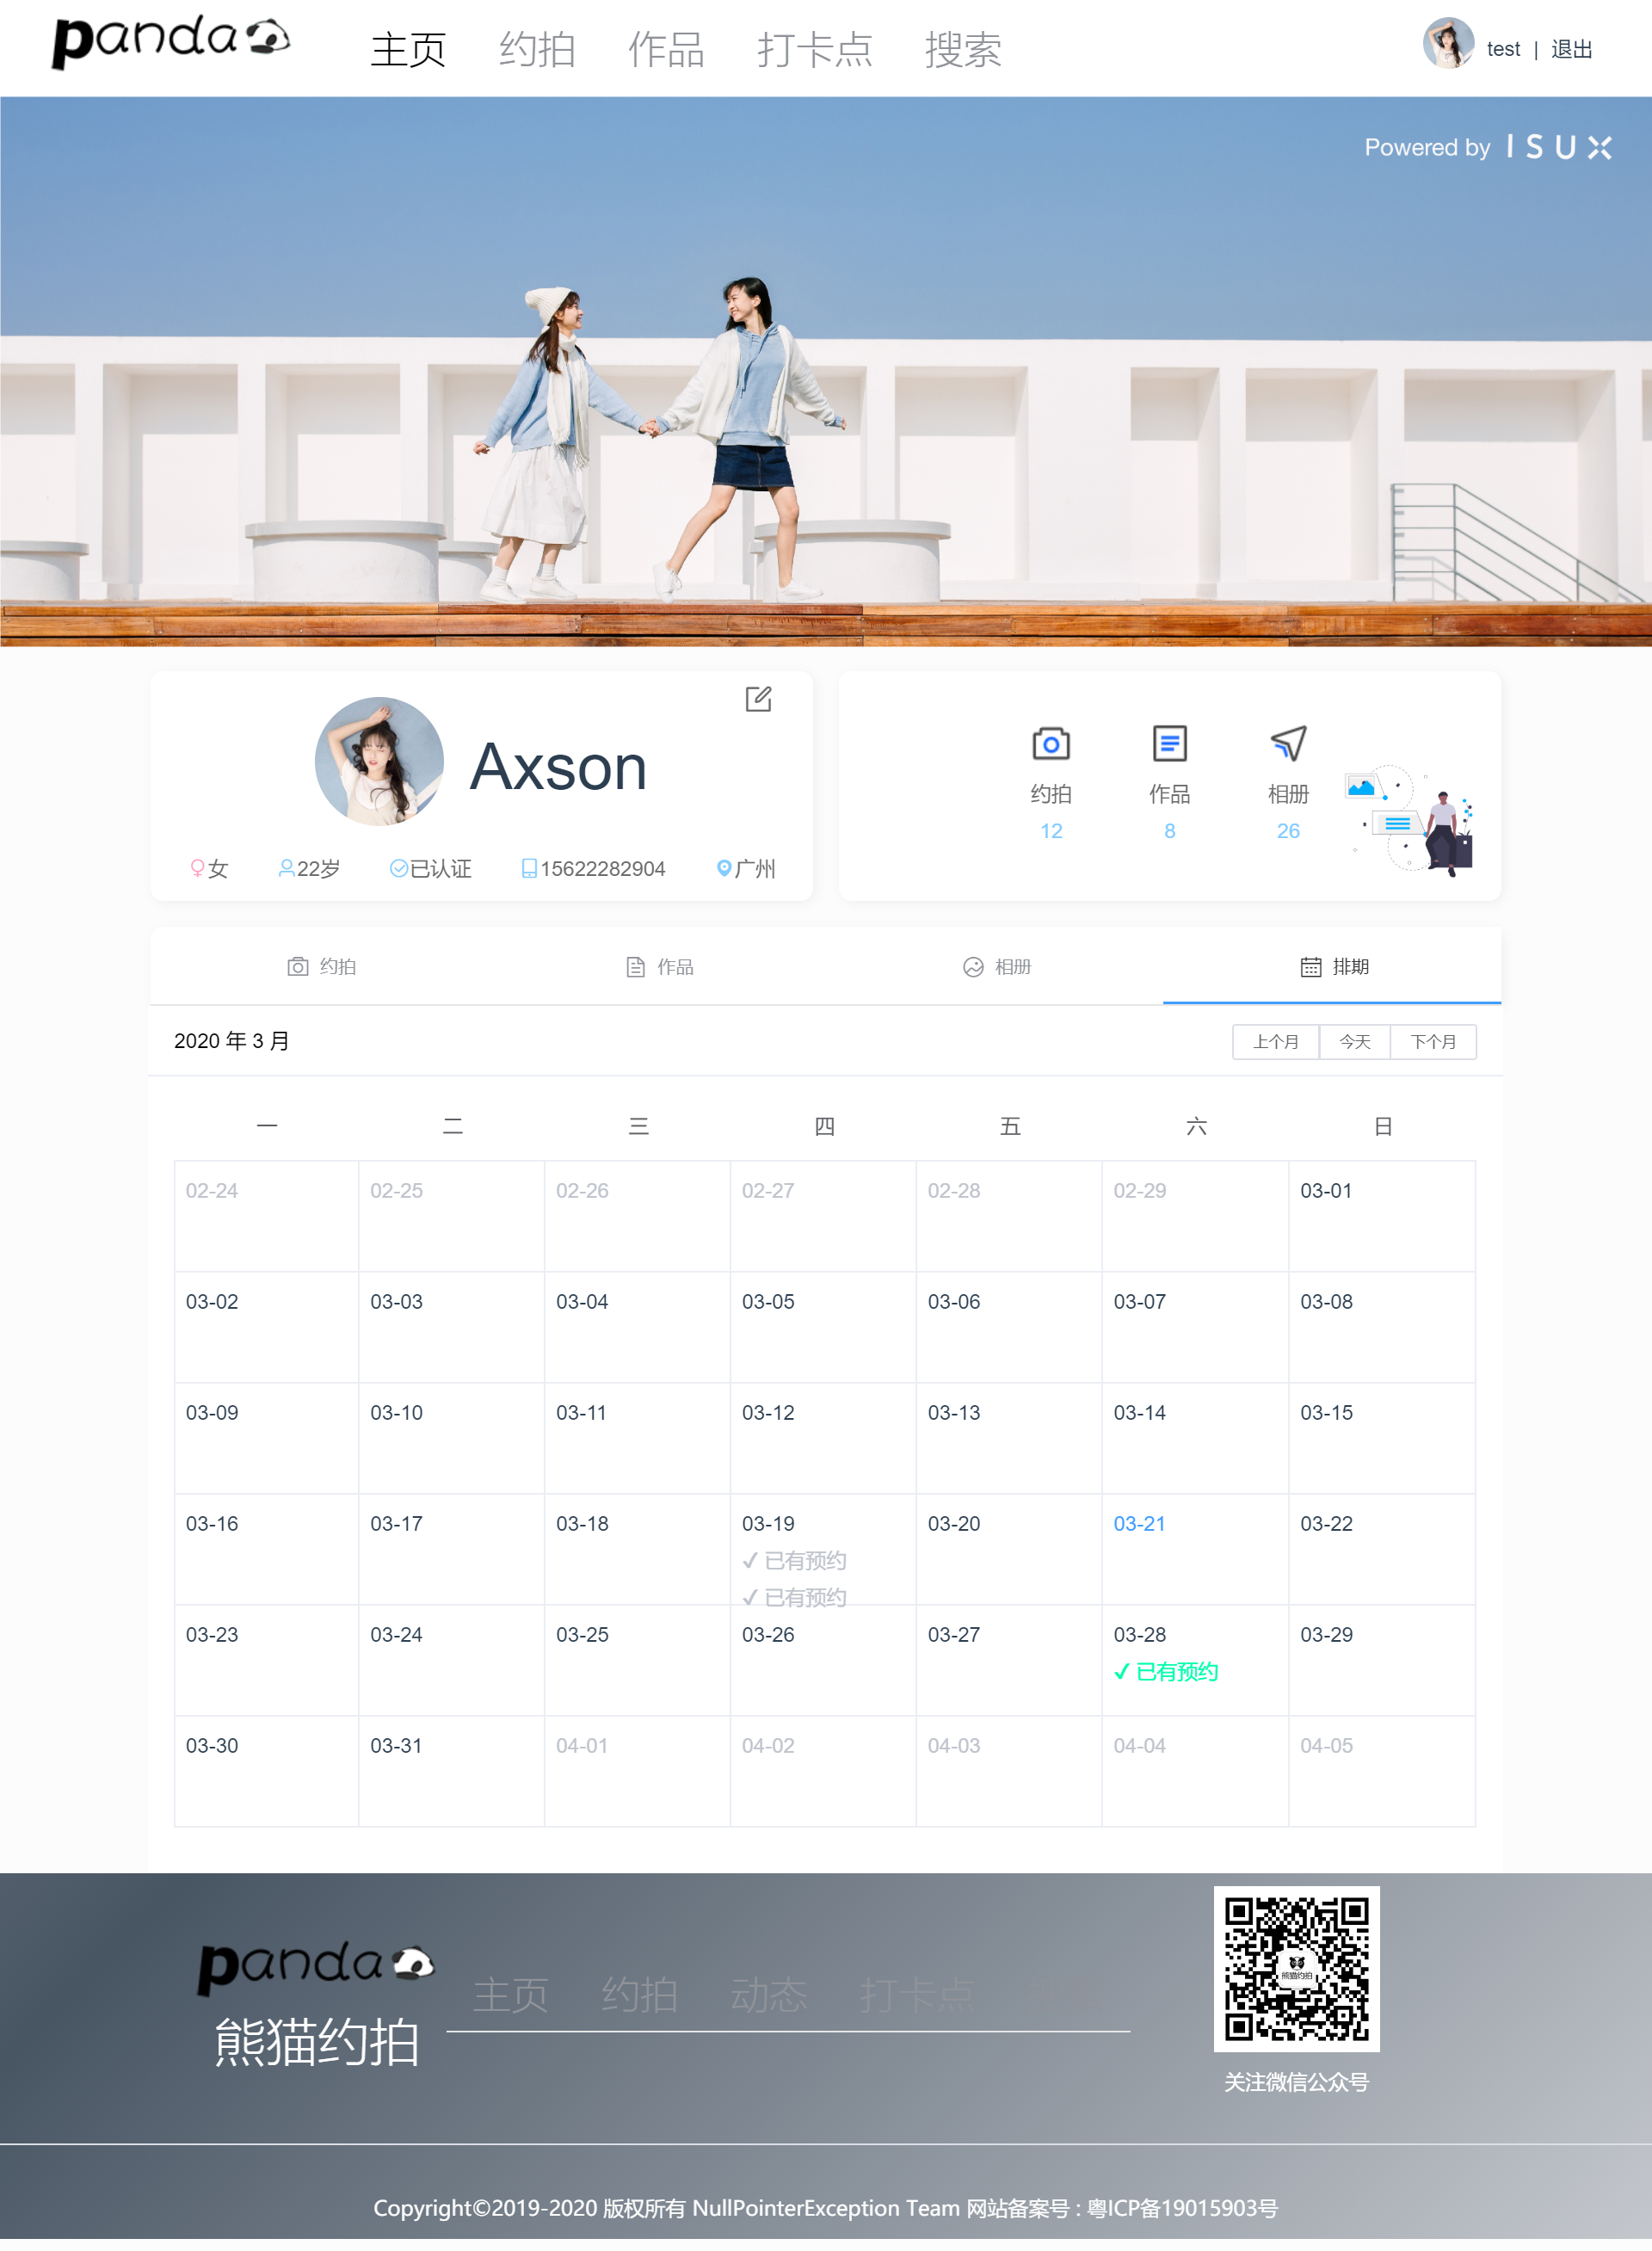 panda
主页 约拍 作品 打卡点 搜索
test | 退出
Powered by ISUX
Axson
女 22岁 已认证 15622282904 广州
约拍 作品 相册
12 8 26
约拍 作品 相册 排期
2020 年 3 月
上个月 今天 下个月
一 二 三 四 五 六 日
02-24 02-25 02-26 02-27 02-28 02-29 03-01
03-02 03-03 03-04 03-05 03-06 03-07 03-08
03-09 03-10 03-11 03-12 03-13 03-14 03-15
03-16 03-17 03-18 03-19 03-20 03-21 03-22
✔ 已有预约
✔ 已有预约
03-23 03-24 03-25 03-26 03-27 03-28 03-29
✔ 已有预约
03-30 03-31 04-01 04-02 04-03 04-04 04-05
panda
熊猫约拍
主页 约拍 动态 打卡点
熊猫约拍
关注微信公众号
Copyright©2019-2020 版权所有 NullPointerException Team 网站备案号 : 粤ICP备19015903号